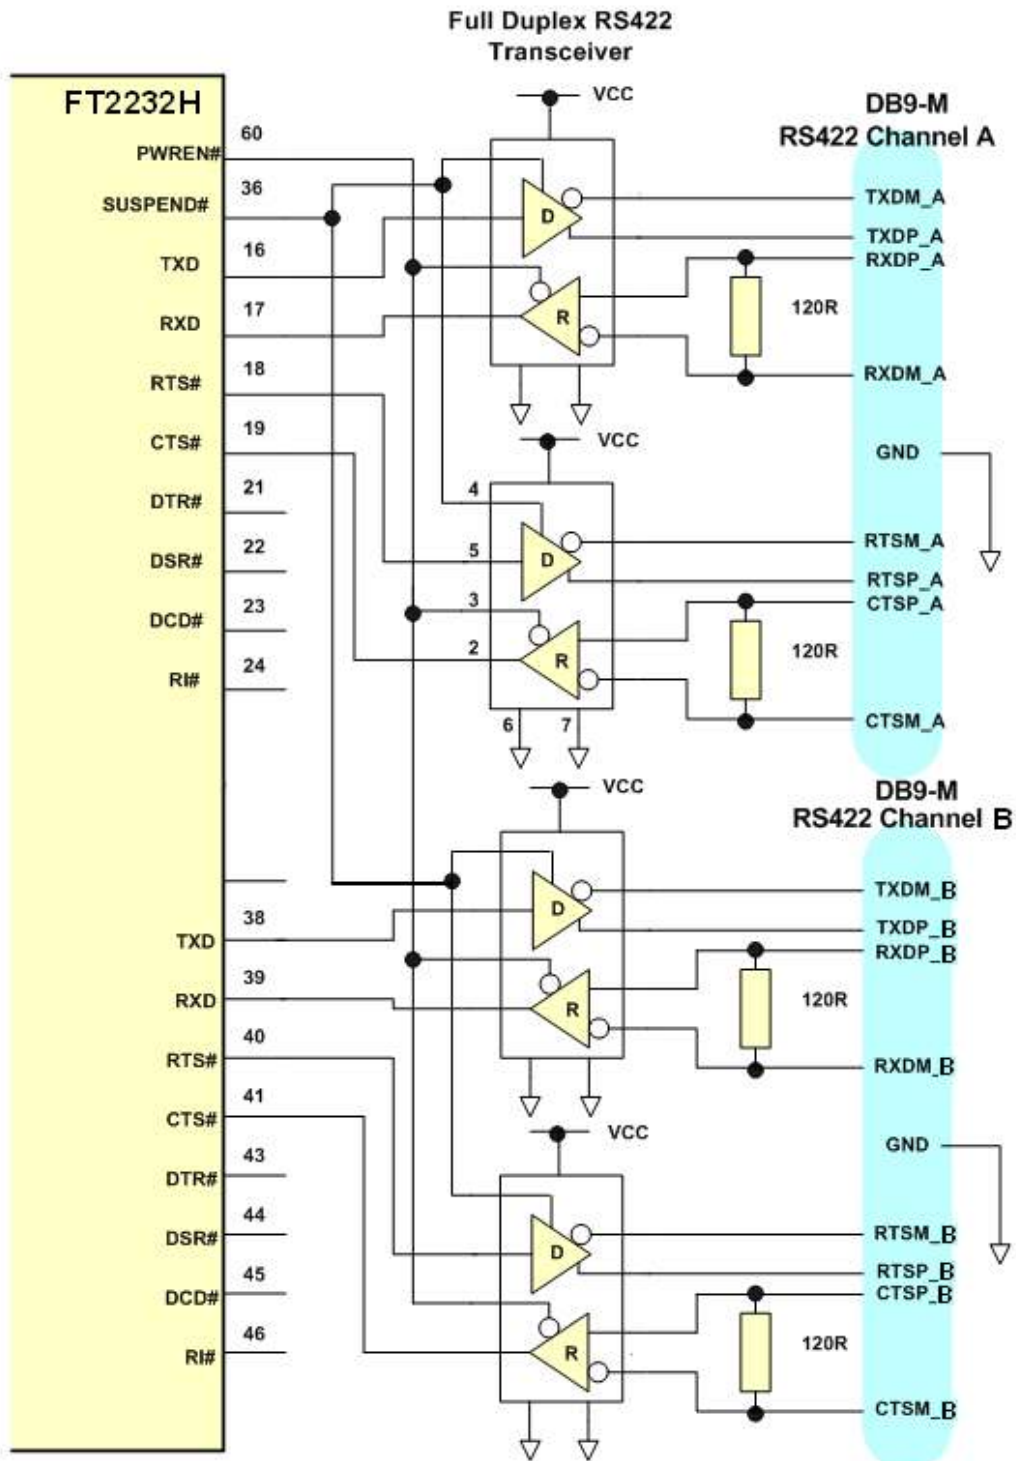 Full Duplex RS422
Transceiver
FT2232H
VCC
DB9-M
RS422 Channel A
60
PWREN#
36
SUSPEND#
D
TXDM_A
16
TXD
TXDP_A
RXDP_A
17
RXD
R
120R
18
RTS#
RXDM_A
19
CTS#
VCC
GND
21
DTR#
4
22
DSR#
5
D
RTSM_A
RTSP_A
23
DCD#
3
CTSP_A
24
RI#
2
R
120R
6
7
CTSM_A
VCC
DB9-M
RS422 Channel B
38
TXD
D
TXDM_B
TXDP_B
RXDP_B
39
RXD
R
120R
40
RTS#
RXDM_B
41
CTS#
VCC
GND
43
DTR#
44
DSR#
D
RTSM_B
RTSP_B
45
DCD#
CTSP_B
46
RI#
R
120R
CTSM_B